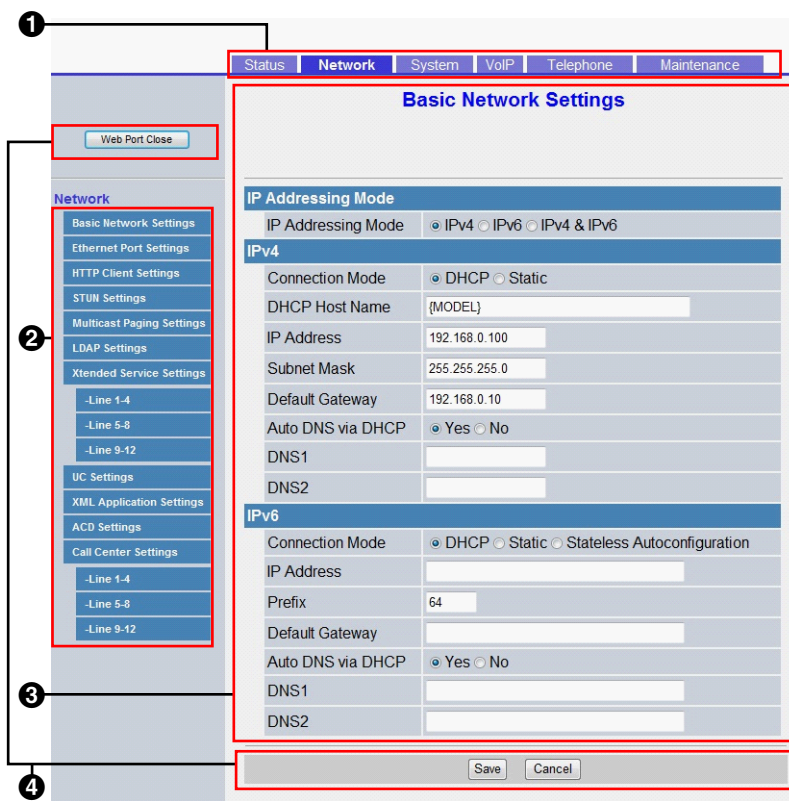 1
Status Network System VoIP Telephone Maintenance
Basic Network Settings
Web Port Close
Network
Basic Network Settings
Ethernet Port Settings
HTTP Client Settings
STUN Settings
Multicast Paging Settings
LDAP Settings
Xtended Service Settings
-Line 1-4
-Line 5-8
-Line 9-12
UC Settings
XML Application Settings
ACD Settings
Call Center Settings
-Line 1-4
-Line 5-8
-Line 9-12
2
IP Addressing Mode
IP Addressing Mode IPv4 IPv6 IPv4 & IPv6
IPv4
Connection Mode DHCP Static
DHCP Host Name {MODEL}
IP Address 192.168.0.100
Subnet Mask 255.255.255.0
Default Gateway 192.168.0.10
Auto DNS via DHCP Yes No
DNS1
DNS2
IPv6
Connection Mode DHCP Static Stateless Autoconfiguration
IP Address
Prefix 64
Default Gateway
Auto DNS via DHCP Yes No
DNS1
DNS2
3
Save Cancel
4